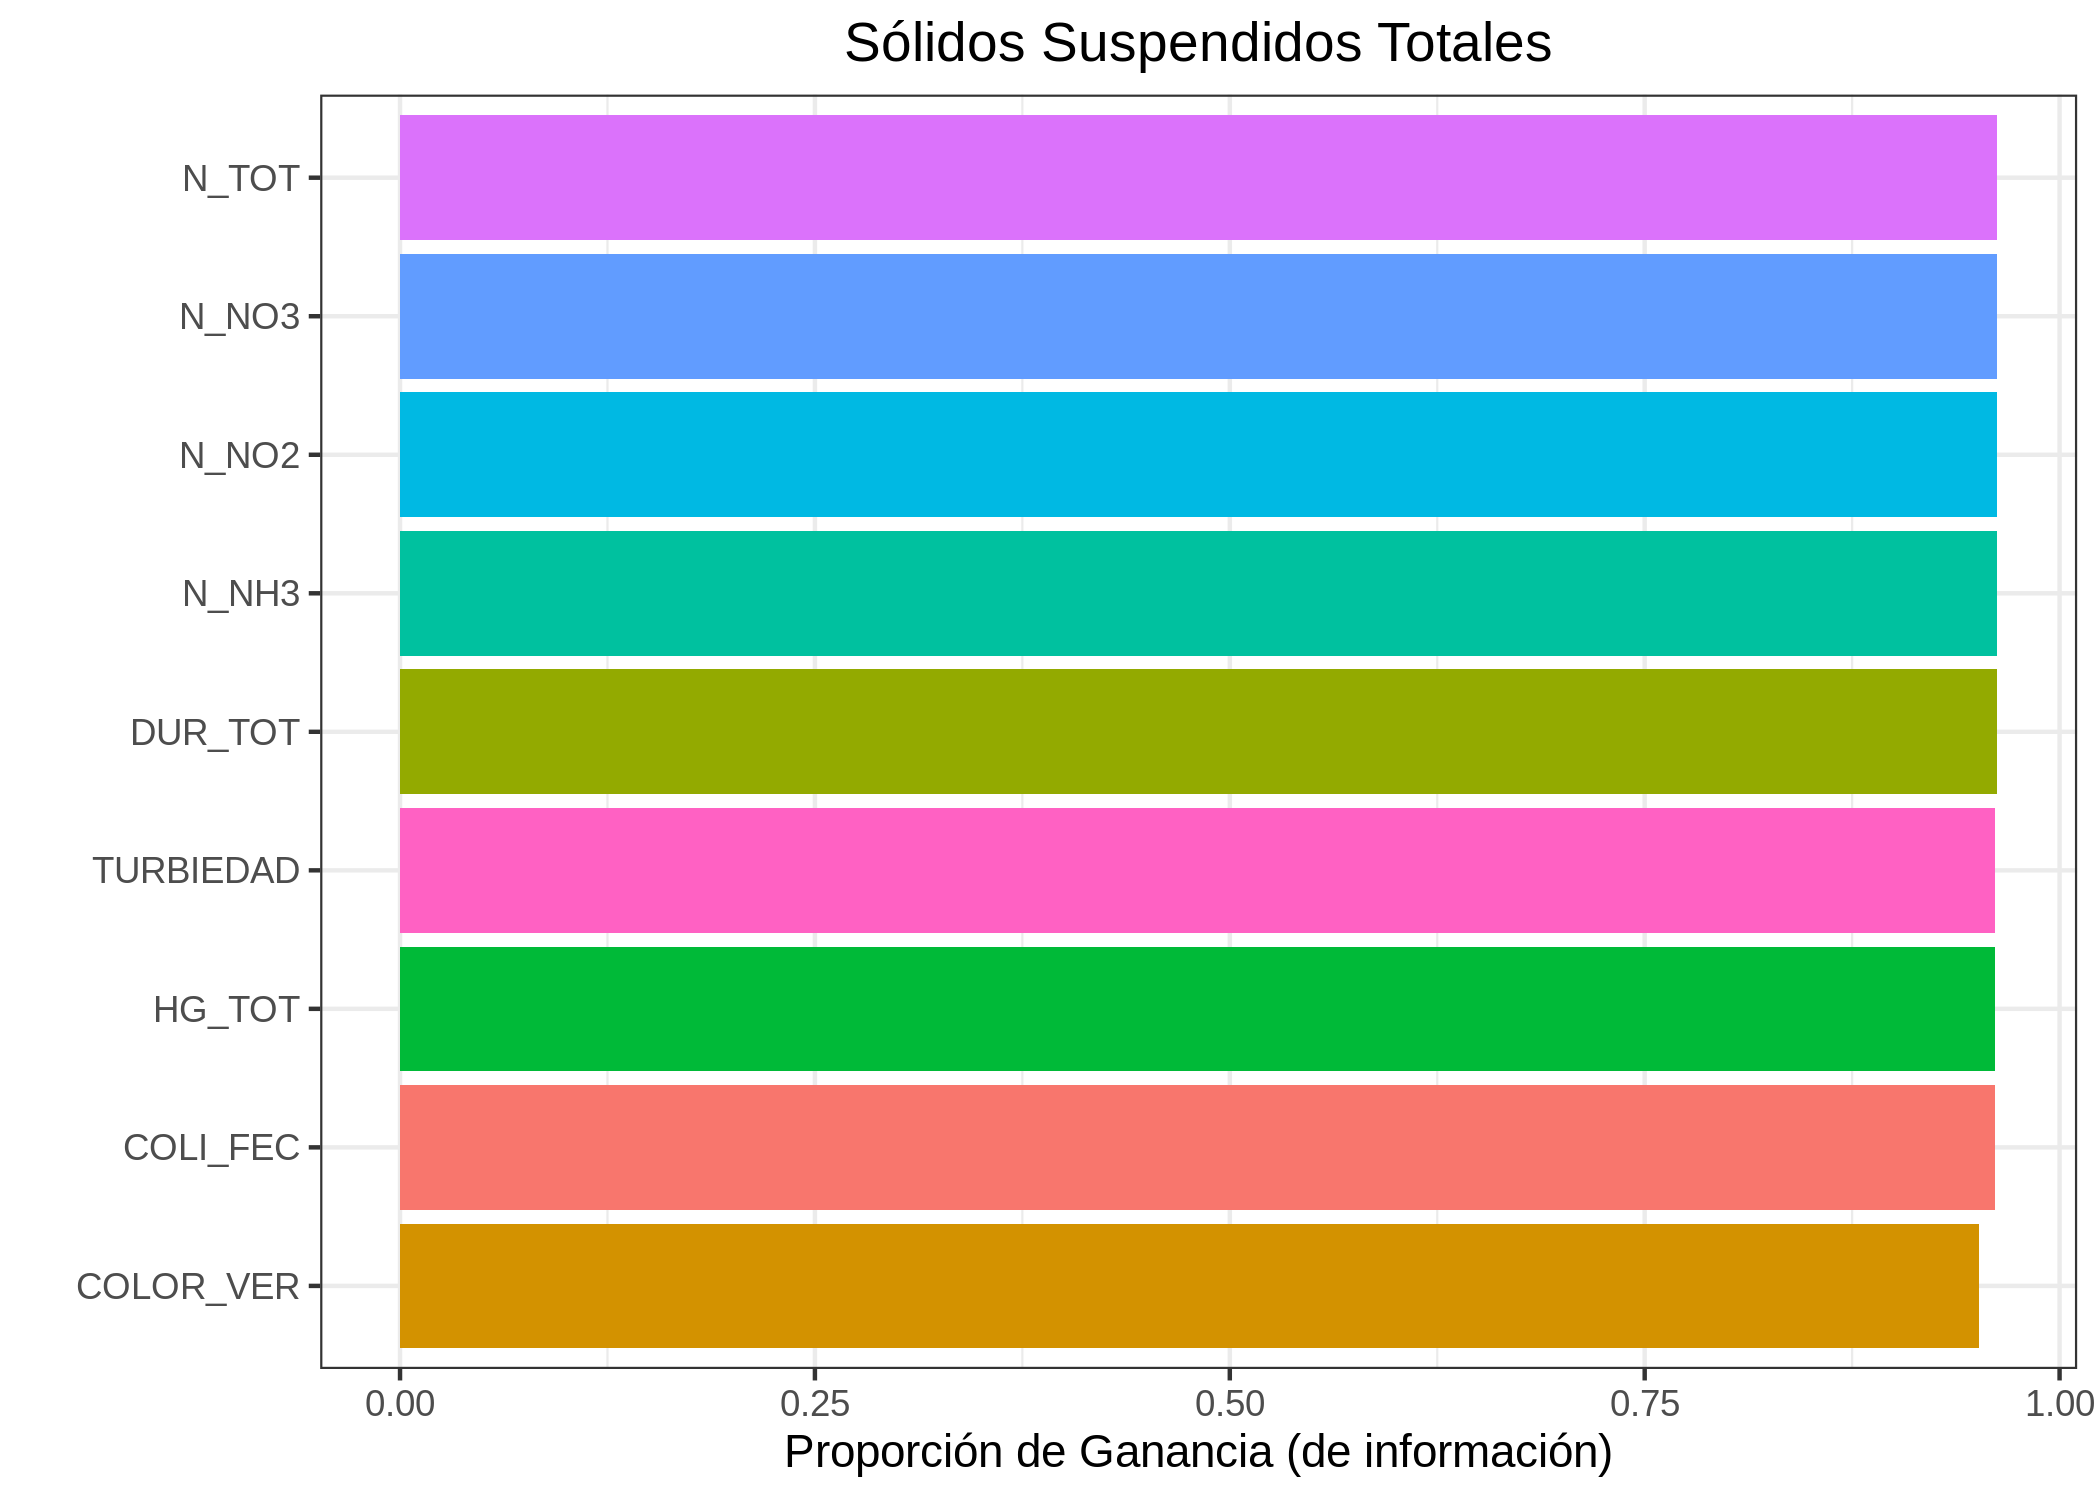 Sólidos Suspendidos Totales
N_TOT
N_NO3
N_NO2
N_NH3
DUR_TOT
TURBIEDAD
HG_TOT
COLI_FEC
COLOR_VER
0.00 0.25 0.50 0.75 1.00
Proporción de Ganancia (de información)